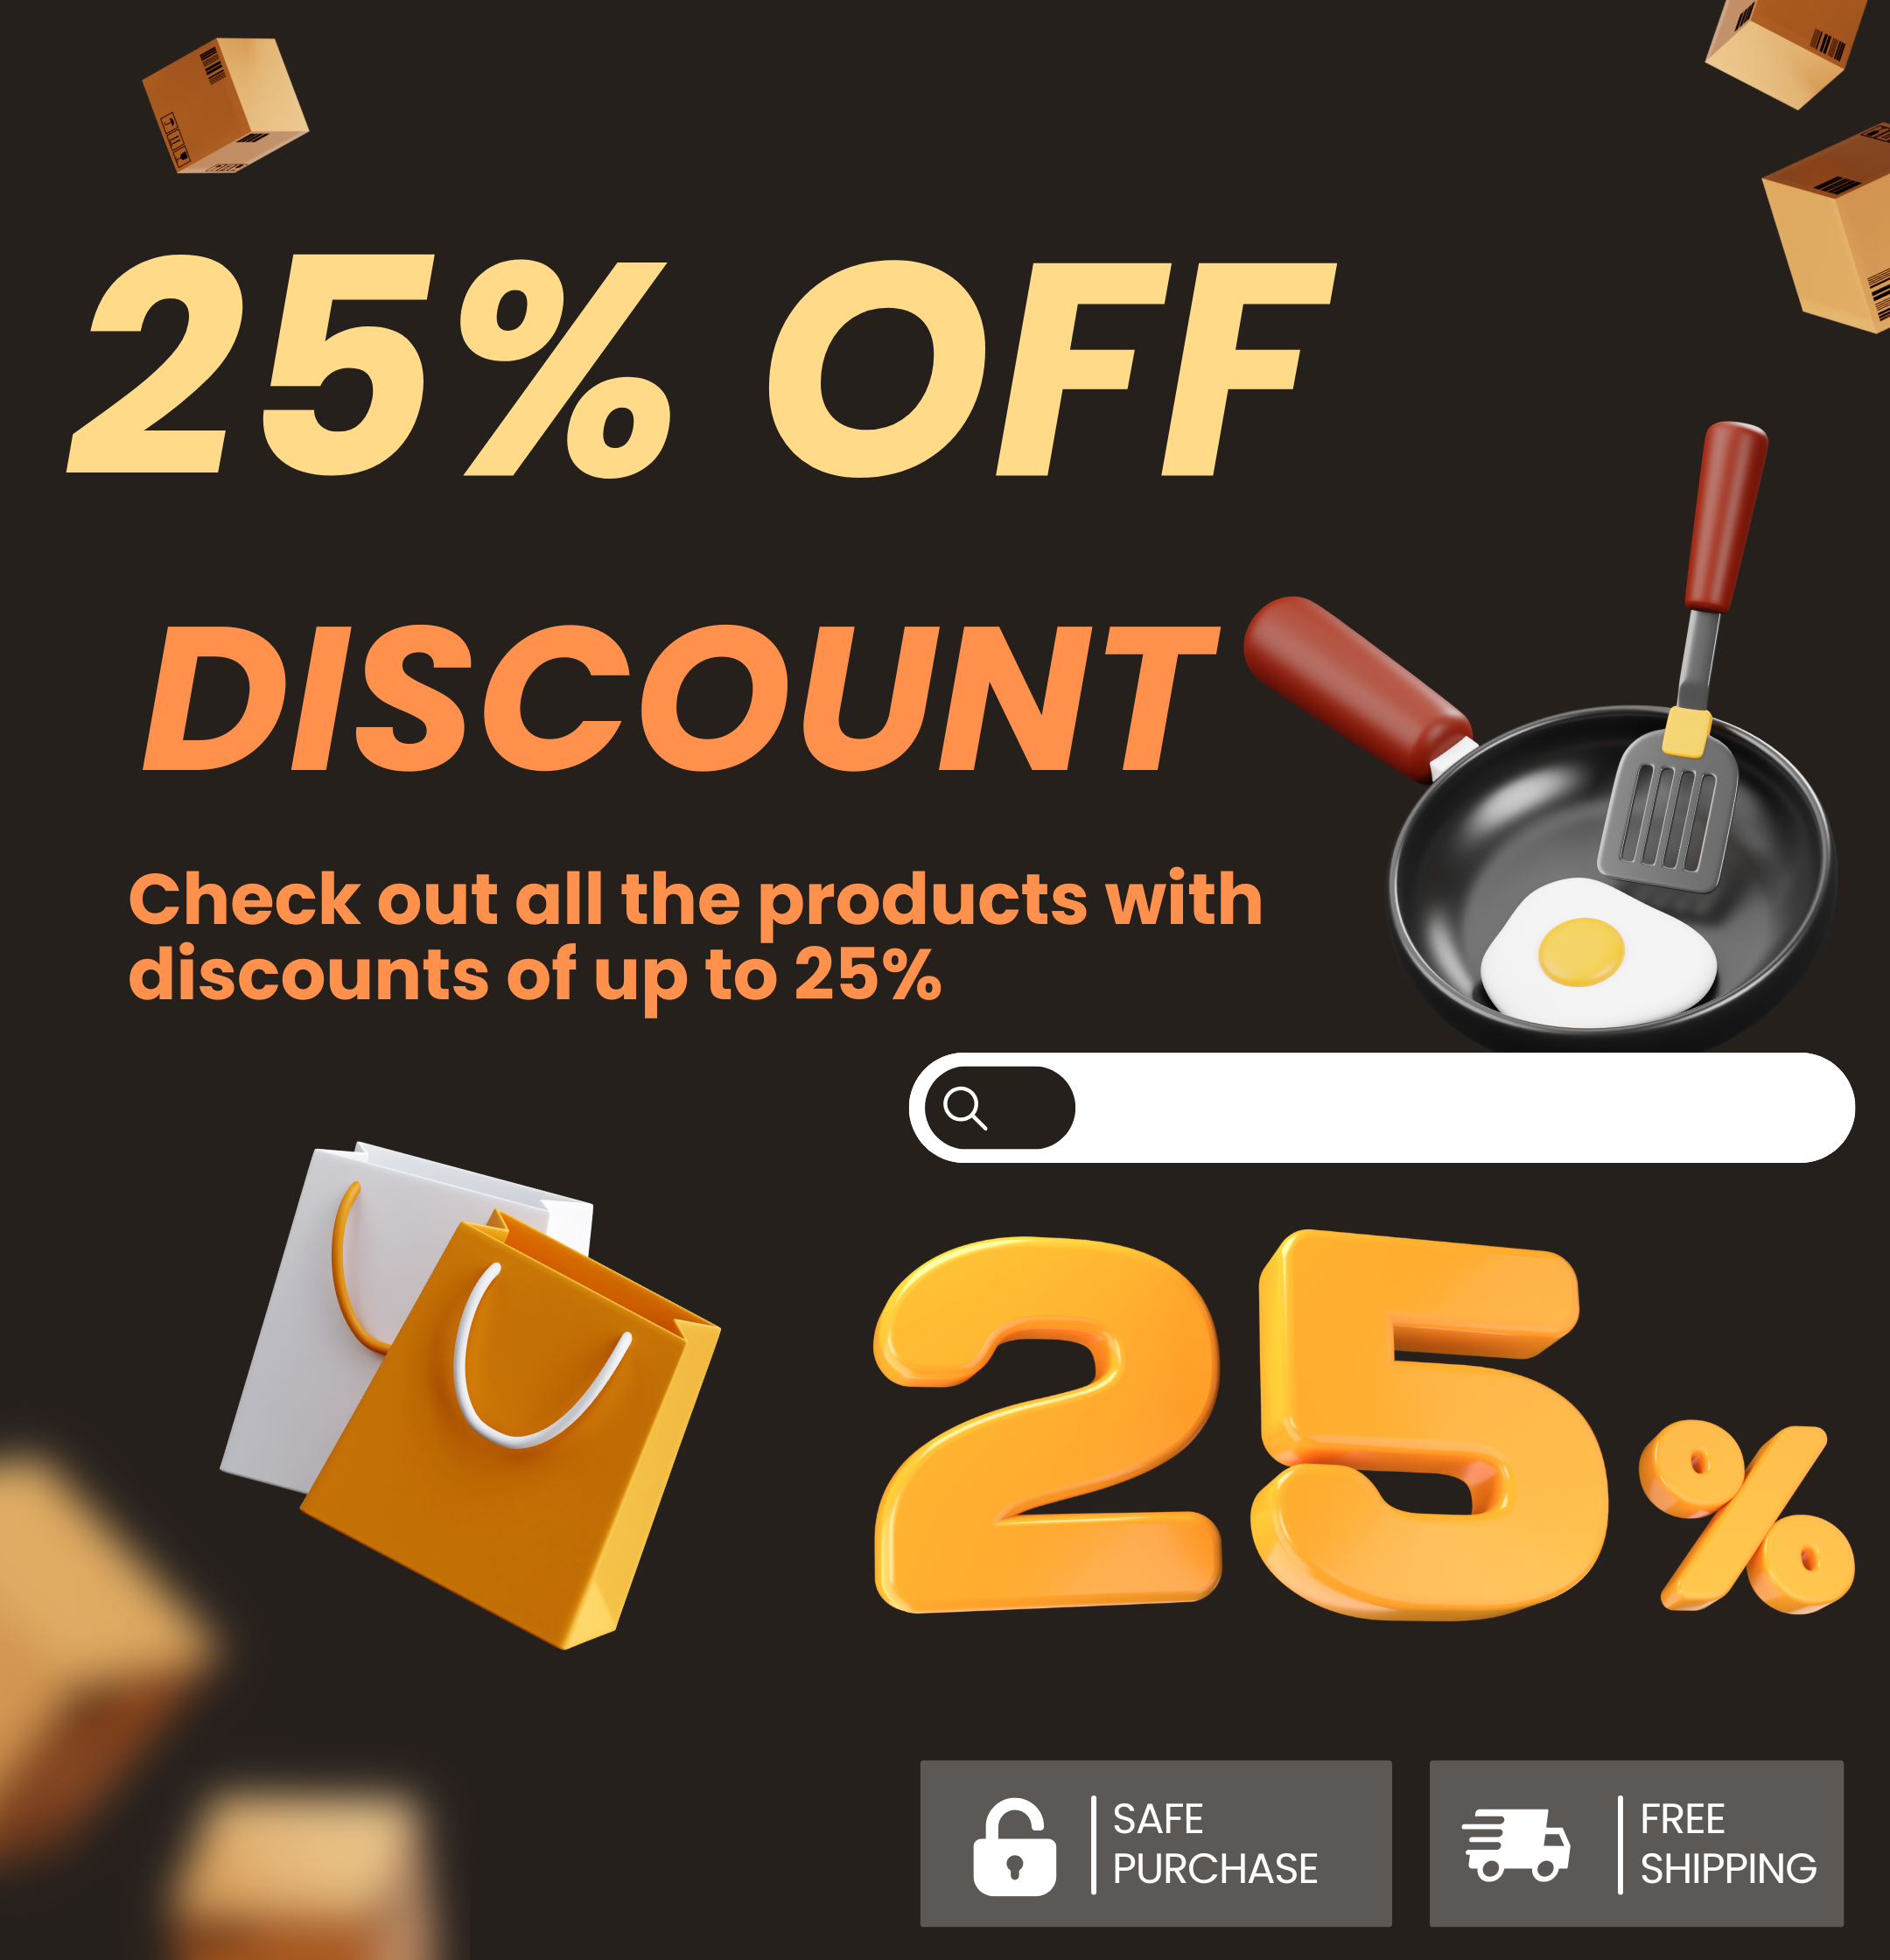 25% OFF
DISCOUNT
Check out all the products with
discounts of up to 25%
25%
SAFE
PURCHASE
FREE
SHIPPING